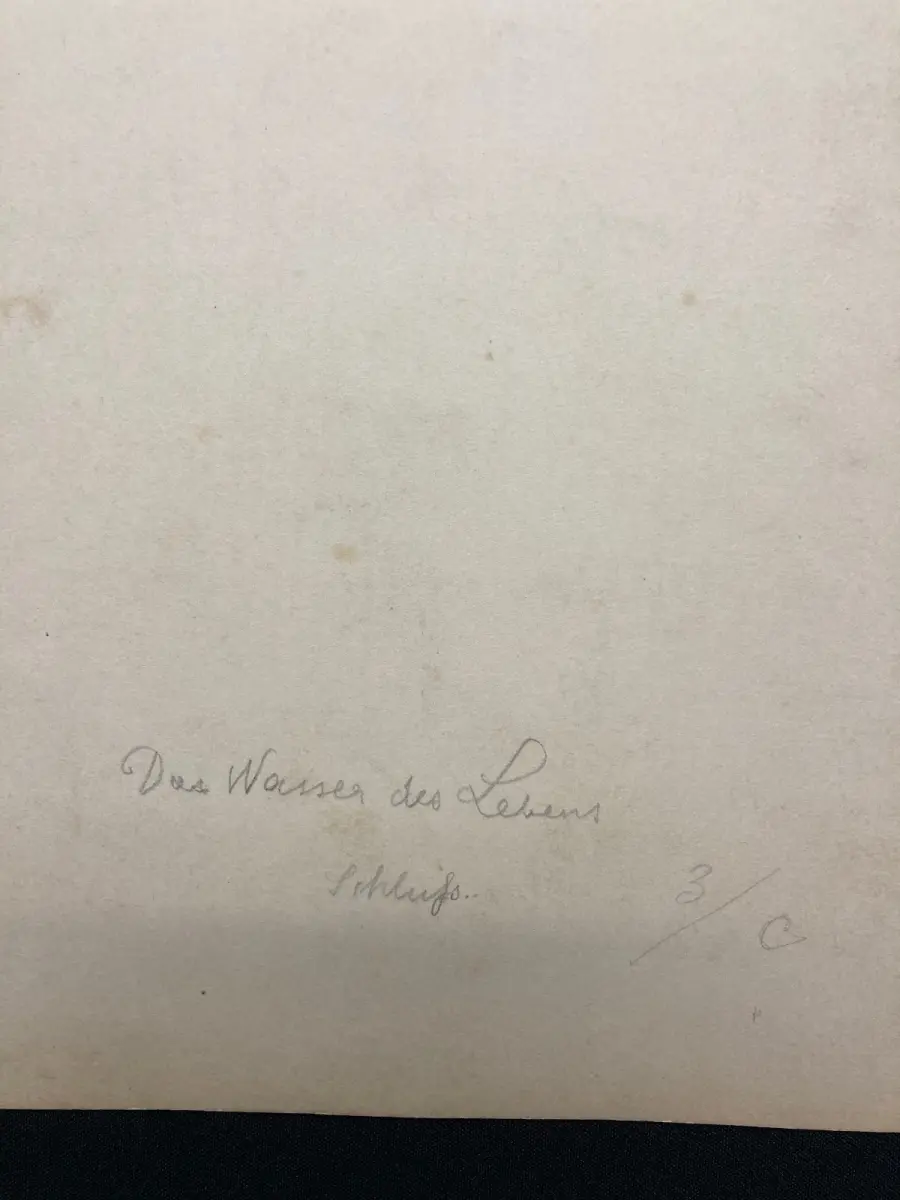 Das Wasser des Lebens
Schluß..
3/C